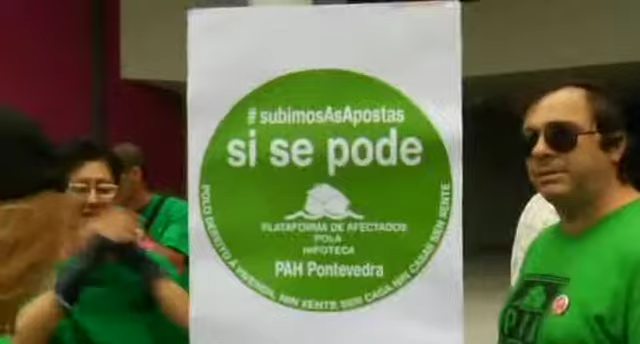 #subimosAsApostas
si se pode
PLATAFORMA DE AFECTADOS
POLA
HIPOTECA
PAH Pontevedra
POLO DEREITO Á VIVENDA, NIN XENTE SEN CASA NIN CASAS SEN XENTE